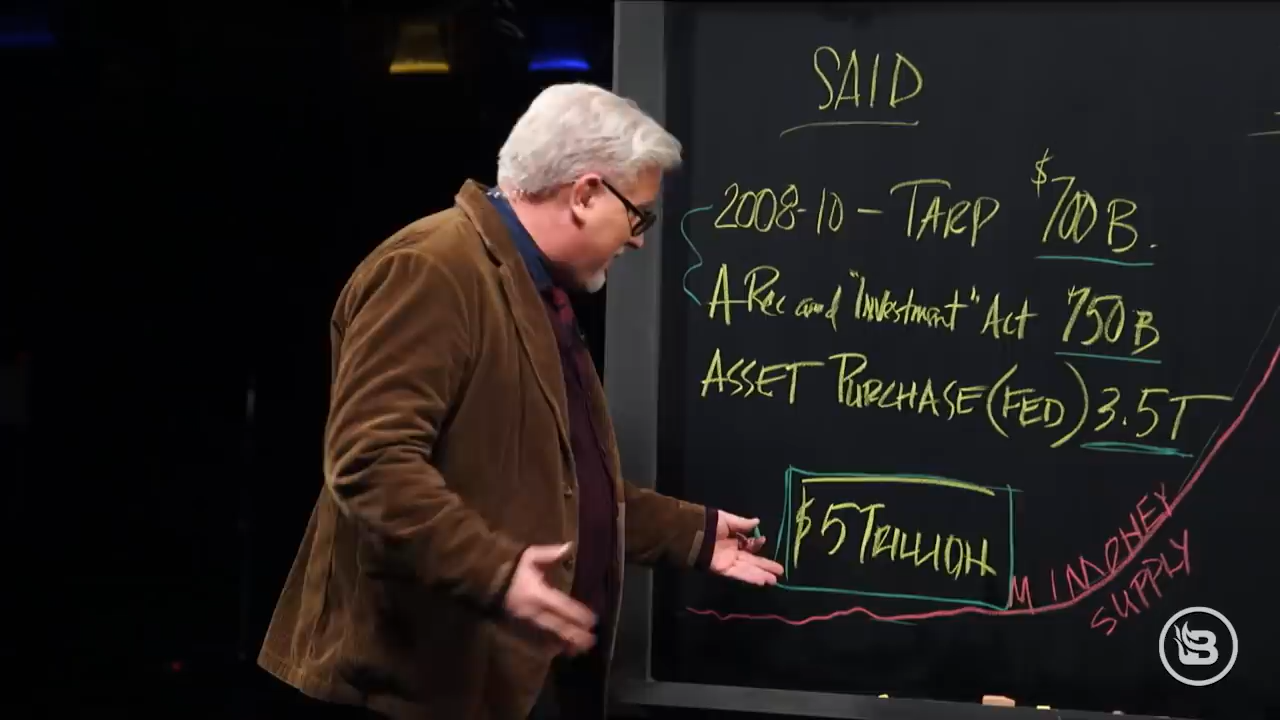 SAID
2008-10 - TARP $700 B.
A Rec and "Investment" Act 750 B
ASSET PURCHASE (FED) 3.5T
$5 TRILLION
M1 MONEY
SUPPLY
B